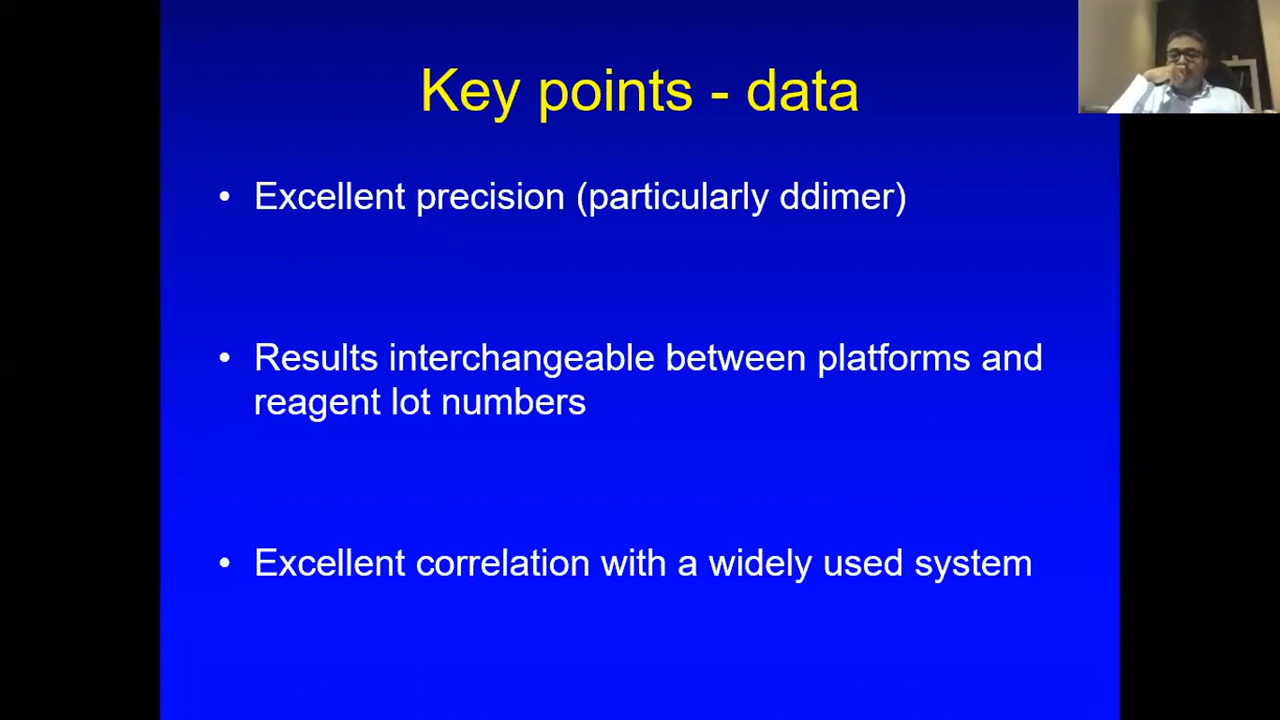 Key points - data
• Excellent precision (particularly ddimer)
• Results interchangeable between platforms and
reagent lot numbers
• Excellent correlation with a widely used system